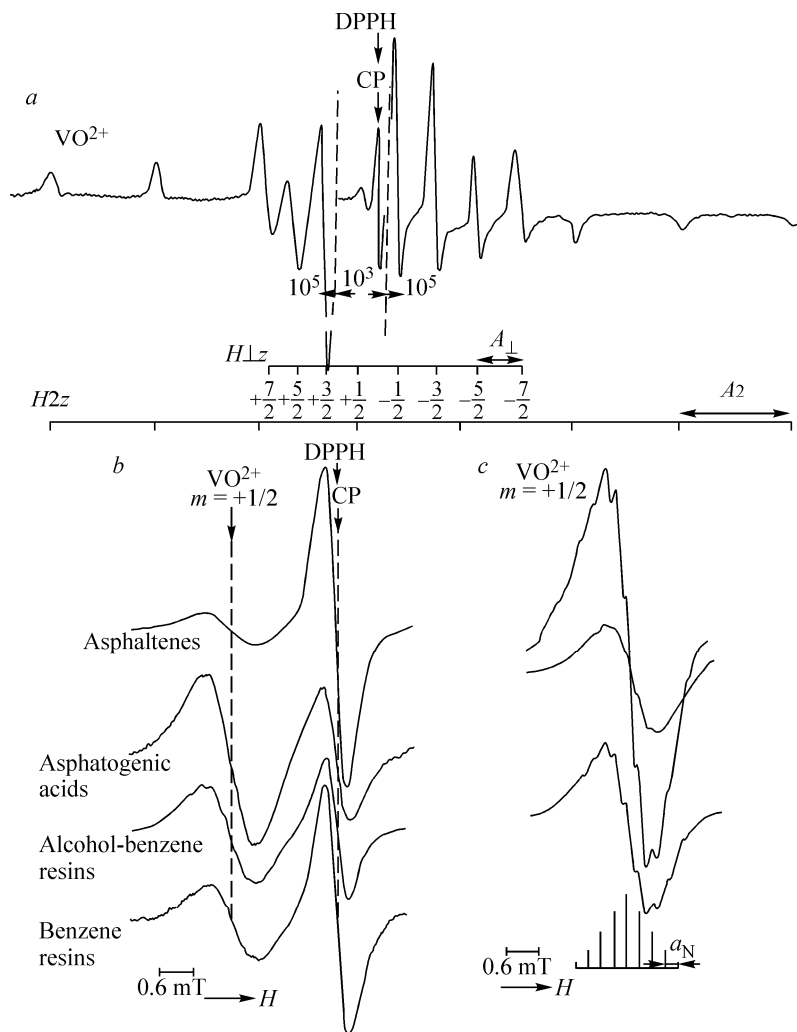 DPPH
CP
a
VO²⁺
10⁵ 10³ 10⁵
H⊥z
A⊥
+7/2 +5/2 +3/2 +1/2 −1/2 −3/2 −5/2 −7/2
H2z
A2
b
VO²⁺
m = +1/2
DPPH
CP
Asphaltenes
Asphatogenic
acids
Alcohol-benzene
resins
Benzene
resins
0.6 mT
H
c
VO²⁺
m = +1/2
aN
0.6 mT
H